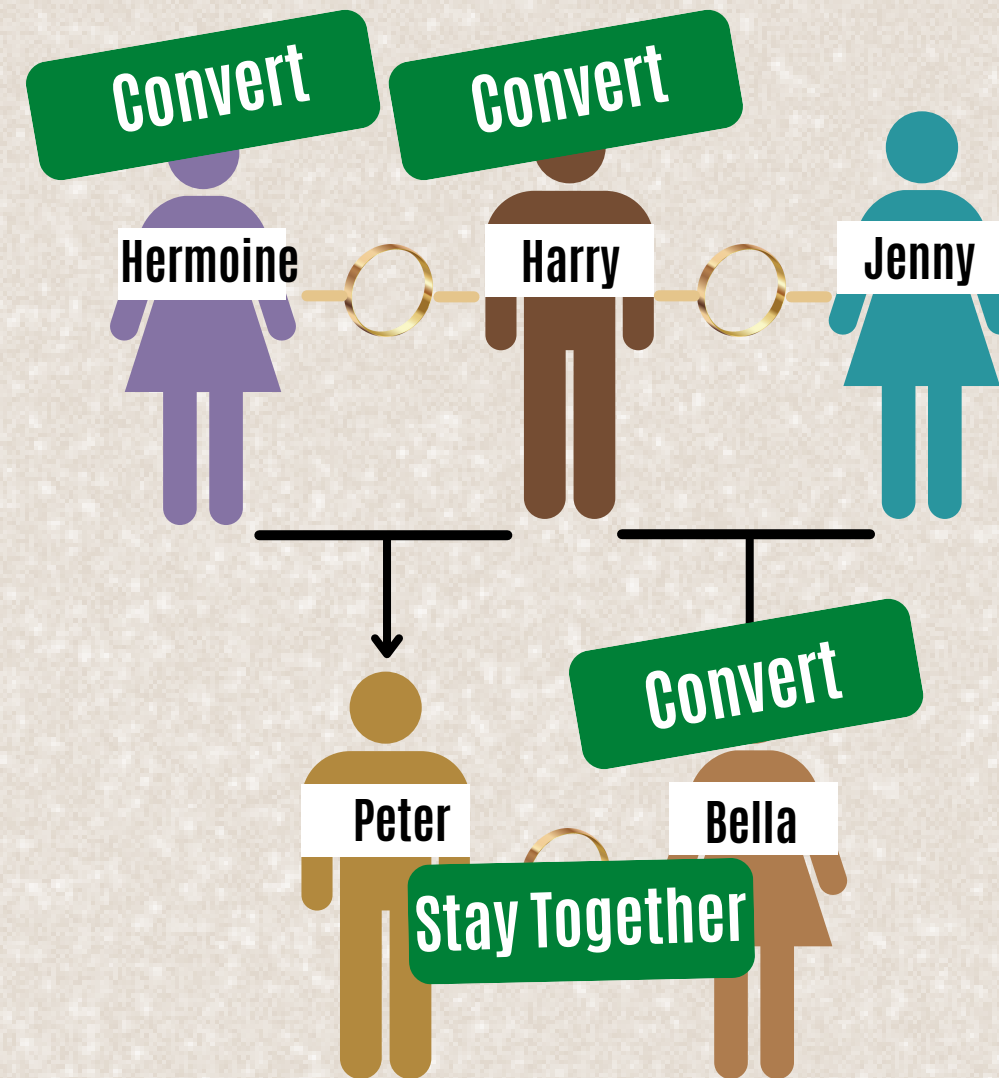 Convert
Convert
Hermoine
Harry
Jenny
Convert
Peter
Bella
Stay Together